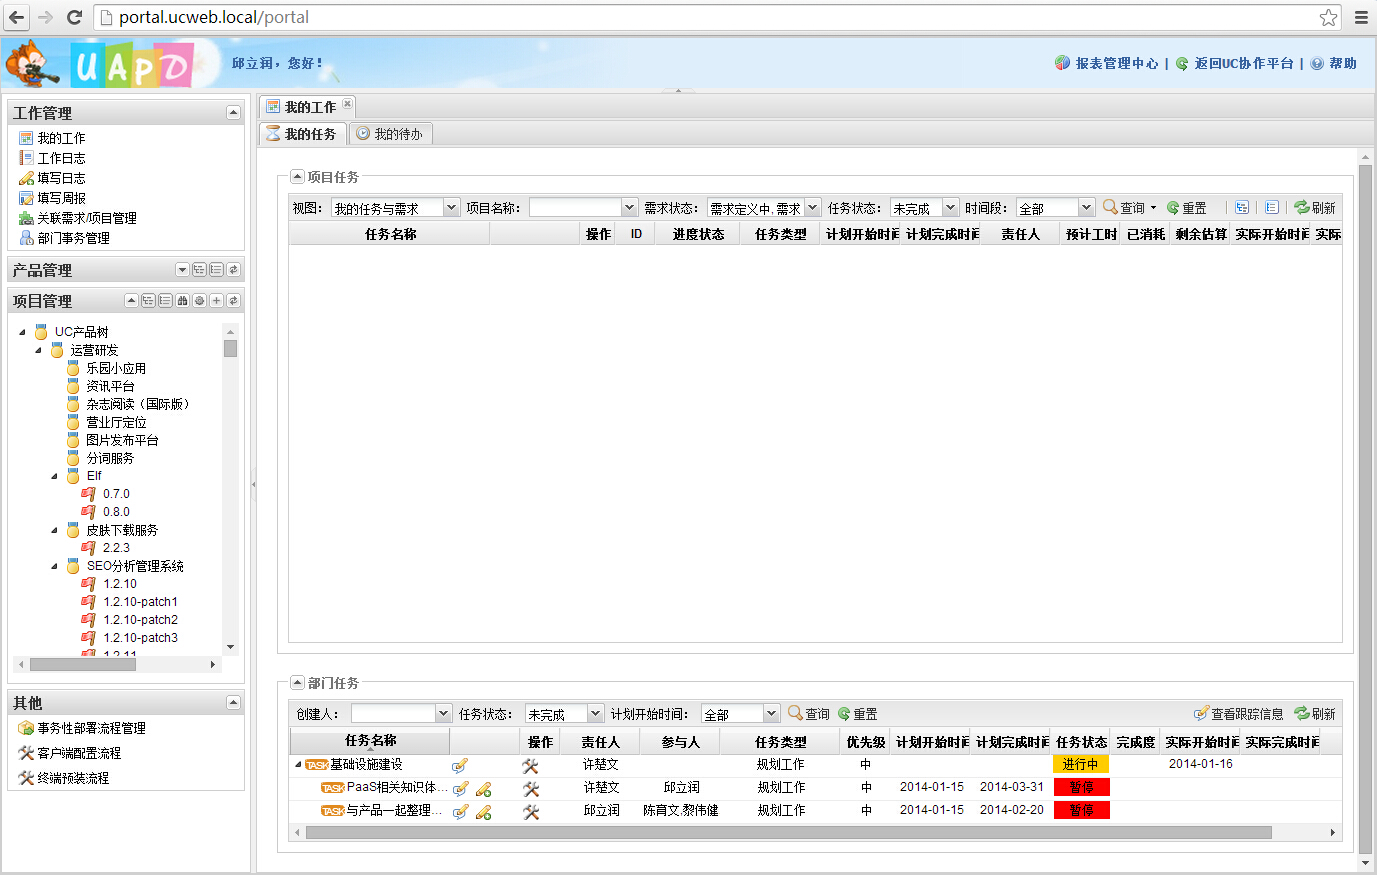 portal.ucweb.local/portal
UAPD 邱立润，您好！ 报表管理中心 | 返回UC协作平台 | 帮助
工作管理
我的工作
工作日志
填写日志
填写周报
关联需求/项目管理
部门事务管理
产品管理
项目管理
UC产品树
运营研发
乐园小应用
资讯平台
杂志阅读（国际版）
营业厅定位
图片发布平台
分词服务
Elf
0.7.0
0.8.0
皮肤下载服务
2.2.3
SEO分析管理系统
1.2.10
1.2.10-patch1
1.2.10-patch2
1.2.10-patch3
1.2.11
其他
事务性部署流程管理
客户端配置流程
终端预装流程
我的工作
我的任务 我的待办
项目任务
视图： 我的任务与需求 项目名称： 需求状态： 需求定义中,需求 任务状态： 未完成 时间段： 全部 查询 重置 刷新
任务名称 操作 ID 进度状态 任务类型 计划开始时间 计划完成时间 责任人 预计工时 已消耗 剩余估算 实际开始时间 实际
部门任务
创建人： 任务状态： 未完成 计划开始时间： 全部 查询 重置 查看跟踪信息 刷新
任务名称 操作 责任人 参与人 任务类型 优先级 计划开始时间 计划完成时间 任务状态 完成度 实际开始时间 实际完成时间
TASK 基础设施建设 许楚文 规划工作 中 进行中 2014-01-16
TASK PaaS相关知识体... 许楚文 邱立润 规划工作 中 2014-01-15 2014-03-31 暂停
TASK 与产品一起整理... 邱立润 陈育文,黎伟健 规划工作 中 2014-01-15 2014-02-20 暂停